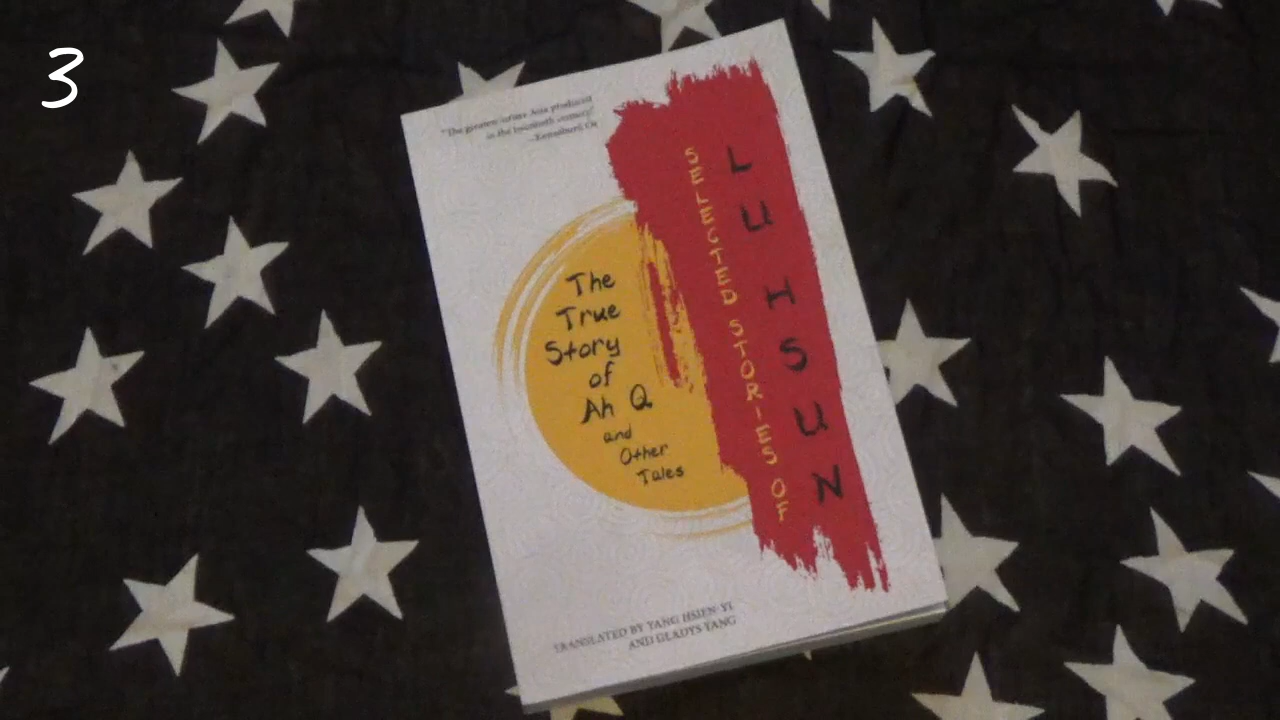 3
"The greatest writer Asia produced
in the twentieth century."
–Kenzaburō Ōe
SELECTED STORIES OF
LU HSUN
The
True
Story
of
Ah Q
and
Other
Tales
TRANSLATED BY YANG HSIEN-YI
AND GLADYS YANG